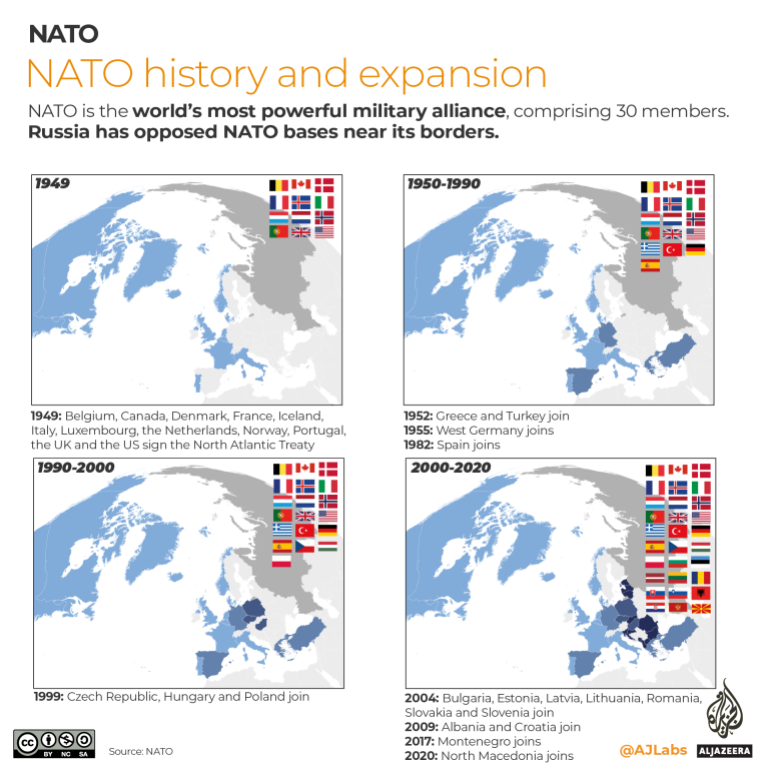 NATO
NATO history and expansion
NATO is the world's most powerful military alliance, comprising 30 members.
Russia has opposed NATO bases near its borders.
1949
1949: Belgium, Canada, Denmark, France, Iceland,
Italy, Luxembourg, the Netherlands, Norway, Portugal,
the UK and the US sign the North Atlantic Treaty
1950-1990
1952: Greece and Turkey join
1955: West Germany joins
1982: Spain joins
1990-2000
1999: Czech Republic, Hungary and Poland join
2000-2020
2004: Bulgaria, Estonia, Latvia, Lithuania, Romania,
Slovakia and Slovenia join
2009: Albania and Croatia join
2017: Montenegro joins
2020: North Macedonia joins
cc BY NC SA
Source: NATO
@AJLabs
ALJAZEERA